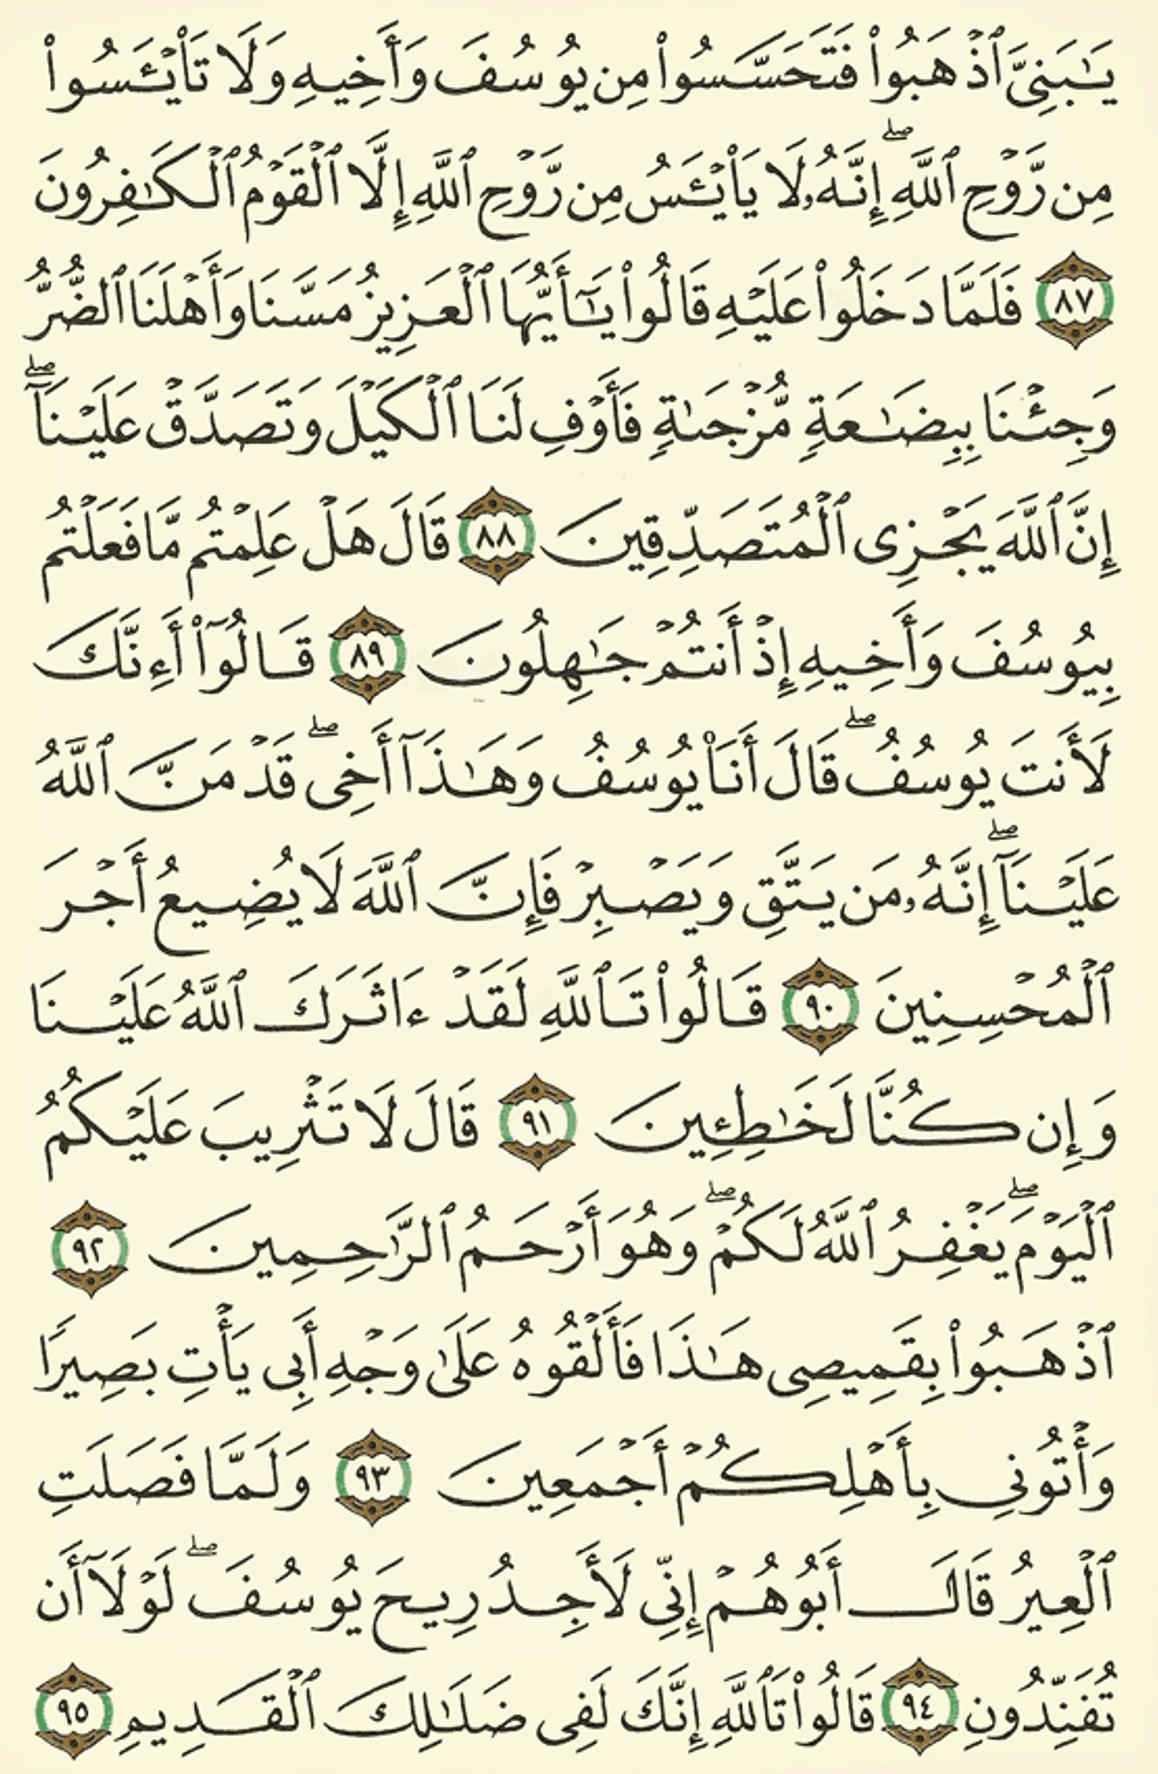 يَٰبَنِىَّ ٱذْهَبُوا۟ فَتَحَسَّسُوا۟ مِن يُوسُفَ وَأَخِيهِ وَلَا تَا۟يْـَٔسُوا۟
مِن رَّوْحِ ٱللَّهِ ۖ إِنَّهُۥ لَا يَا۟يْـَٔسُ مِن رَّوْحِ ٱللَّهِ إِلَّا ٱلْقَوْمُ ٱلْكَٰفِرُونَ
٨٧ فَلَمَّا دَخَلُوا۟ عَلَيْهِ قَالُوا۟ يَٰٓأَيُّهَا ٱلْعَزِيزُ مَسَّنَا وَأَهْلَنَا ٱلضُّرُّ
وَجِئْنَا بِبِضَٰعَةٍ مُّزْجَىٰةٍ فَأَوْفِ لَنَا ٱلْكَيْلَ وَتَصَدَّقْ عَلَيْنَآ ۖ
إِنَّ ٱللَّهَ يَجْزِى ٱلْمُتَصَدِّقِينَ ٨٨ قَالَ هَلْ عَلِمْتُم مَّا فَعَلْتُم
بِيُوسُفَ وَأَخِيهِ إِذْ أَنتُمْ جَٰهِلُونَ ٨٩ قَالُوٓا۟ أَءِنَّكَ
لَأَنتَ يُوسُفُ ۖ قَالَ أَنَا۠ يُوسُفُ وَهَٰذَآ أَخِى ۖ قَدْ مَنَّ ٱللَّهُ
عَلَيْنَآ ۖ إِنَّهُۥ مَن يَتَّقِ وَيَصْبِرْ فَإِنَّ ٱللَّهَ لَا يُضِيعُ أَجْرَ
ٱلْمُحْسِنِينَ ٩٠ قَالُوا۟ تَٱللَّهِ لَقَدْ ءَاثَرَكَ ٱللَّهُ عَلَيْنَا
وَإِن كُنَّا لَخَٰطِـِٔينَ ٩١ قَالَ لَا تَثْرِيبَ عَلَيْكُمُ
ٱلْيَوْمَ ۖ يَغْفِرُ ٱللَّهُ لَكُمْ ۖ وَهُوَ أَرْحَمُ ٱلرَّٰحِمِينَ ٩٢
ٱذْهَبُوا۟ بِقَمِيصِى هَٰذَا فَأَلْقُوهُ عَلَىٰ وَجْهِ أَبِى يَأْتِ بَصِيرًا
وَأْتُونِى بِأَهْلِكُمْ أَجْمَعِينَ ٩٣ وَلَمَّا فَصَلَتِ
ٱلْعِيرُ قَالَ أَبُوهُمْ إِنِّى لَأَجِدُ رِيحَ يُوسُفَ ۖ لَوْلَآ أَن
تُفَنِّدُونِ ٩٤ قَالُوا۟ تَٱللَّهِ إِنَّكَ لَفِى ضَلَٰلِكَ ٱلْقَدِيمِ ٩٥